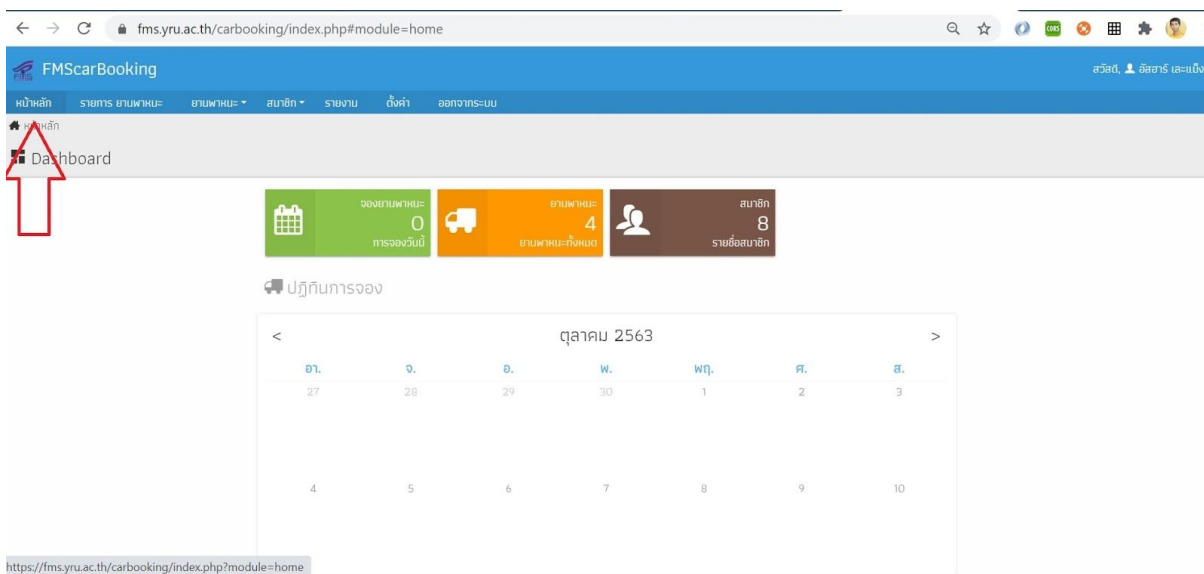 fms.yru.ac.th/carbooking/index.php#module=home
CORS
FMS FMScarBooking
สวัสดี, อัสฮาร์ เละแม็ง
หน้าหลัก รายการ ยานพาหนะ ยานพาหนะ สมาชิก รายงาน ตั้งค่า ออกจากระบบ
หน้าหลัก
Dashboard
จองยานพาหนะ
0
การจองวันนี้
ยานพาหนะ
4
ยานพาหนะทั้งหมด
สมาชิก
8
รายชื่อสมาชิก
ปฏิทินการจอง
< ตุลาคม 2563 >
อา. จ. อ. พ. พฤ. ศ. ส.
27 28 29 30 1 2 3
4 5 6 7 8 9 10
https://fms.yru.ac.th/carbooking/index.php?module=home